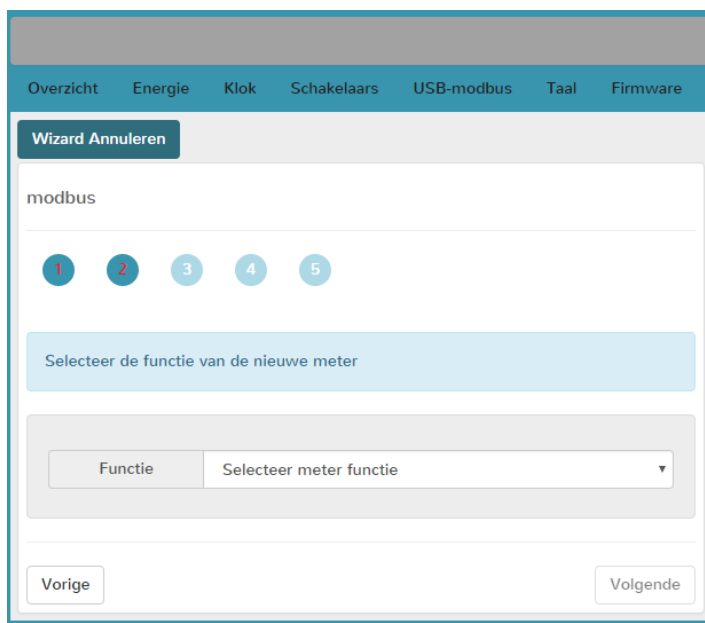 Overzicht Energie Klok Schakelaars USB-modbus Taal Firmware
Wizard Annuleren
modbus
1 2 3 4 5
Selecteer de functie van de nieuwe meter
Functie Selecteer meter functie
Vorige Volgende